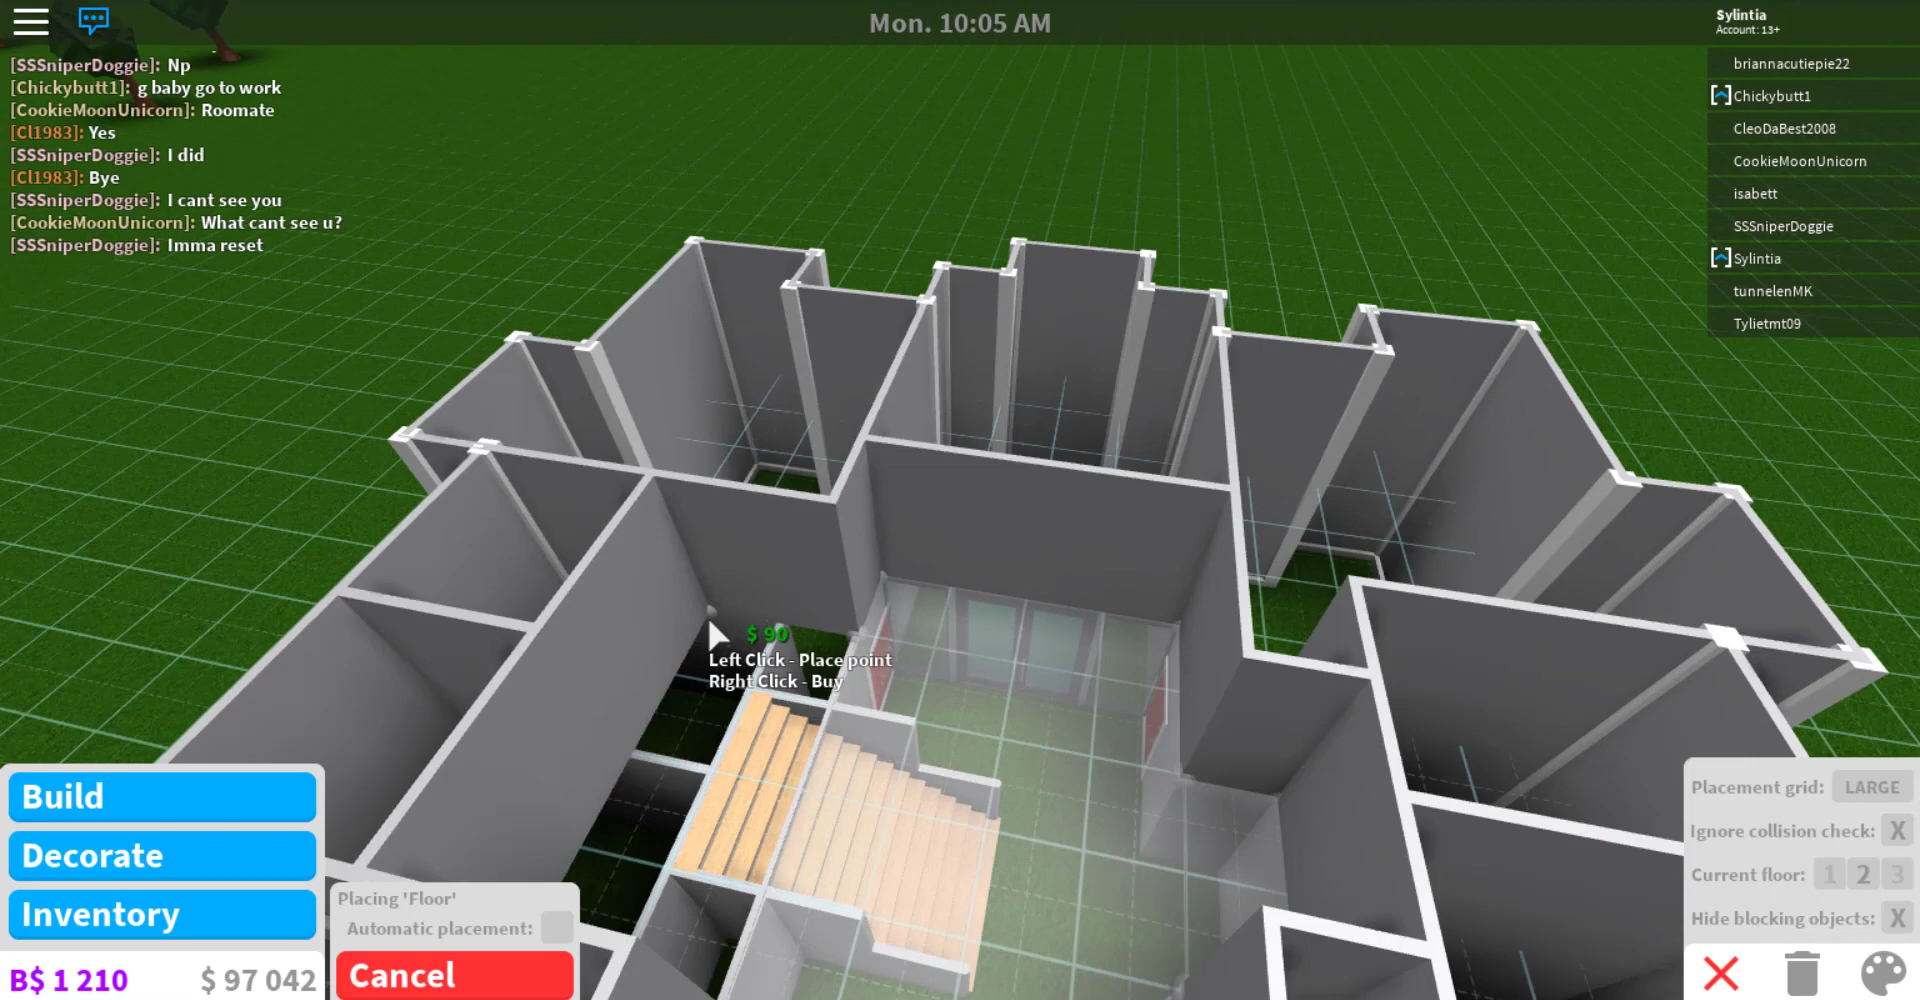 Mon. 10:05 AM
Sylintia
Account: 13+
[SSSniperDoggie]: Np
[Chickybutt1]: g baby go to work
[CookieMoonUnicorn]: Roomate
[Cl1983]: Yes
[SSSniperDoggie]: I did
[Cl1983]: Bye
[SSSniperDoggie]: I cant see you
[CookieMoonUnicorn]: What cant see u?
[SSSniperDoggie]: Imma reset
briannacutiepie22
Chickybutt1
CleoDaBest2008
CookieMoonUnicorn
isabett
SSSniperDoggie
Sylintia
tunnelenMK
Tylietmt09
$ 90
Left Click - Place point
Right Click - Buy
Build
Decorate
Inventory
B$ 1 210
$ 97 042
Placing 'Floor'
Automatic placement:
Cancel
Placement grid: LARGE
Ignore collision check: X
Current floor: 1 2 3
Hide blocking objects: X